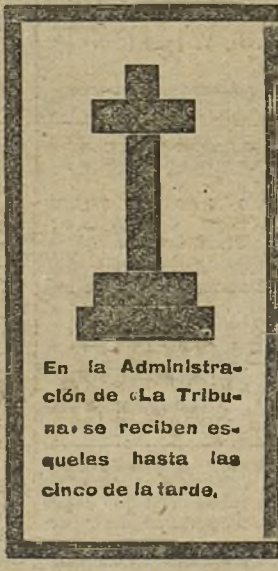 En la Administra-
ción de «La Tribu-
na» se reciben es-
queles hasta las
cinco de la tarde.